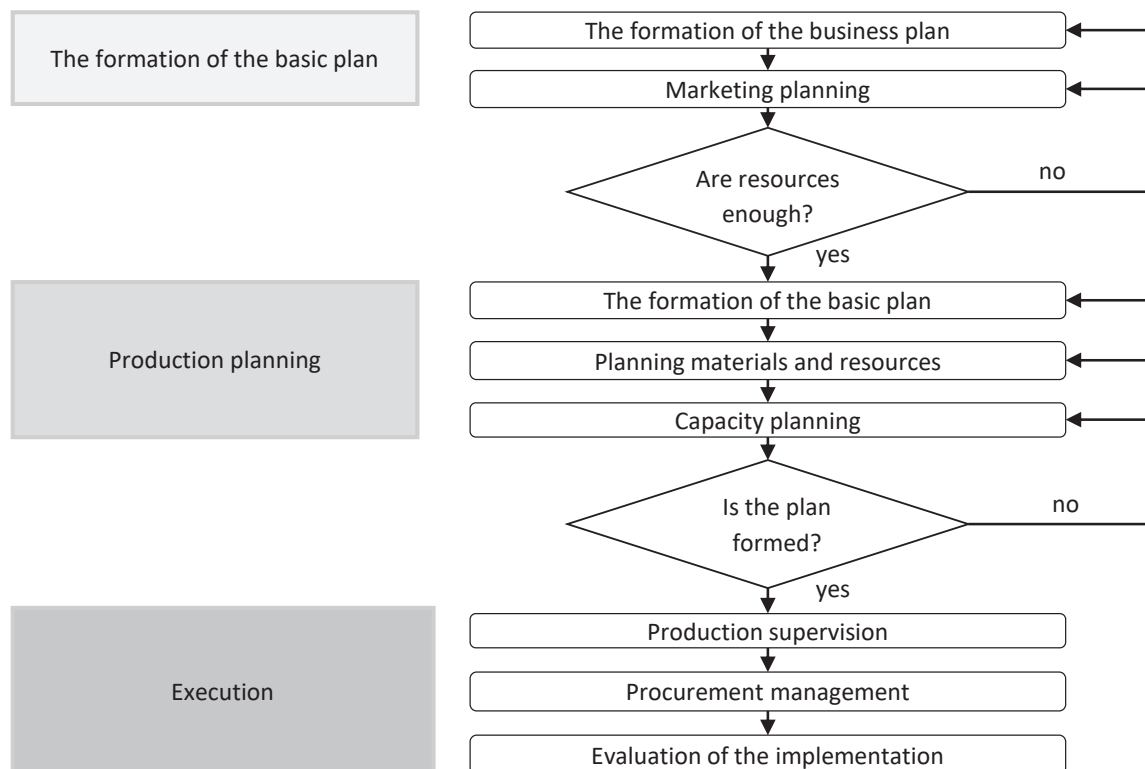 The formation of the basic plan
The formation of the business plan
Marketing planning
Are resources
enough?
no
yes
Production planning
The formation of the basic plan
Planning materials and resources
Capacity planning
Is the plan
formed?
no
yes
Execution
Production supervision
Procurement management
Evaluation of the implementation